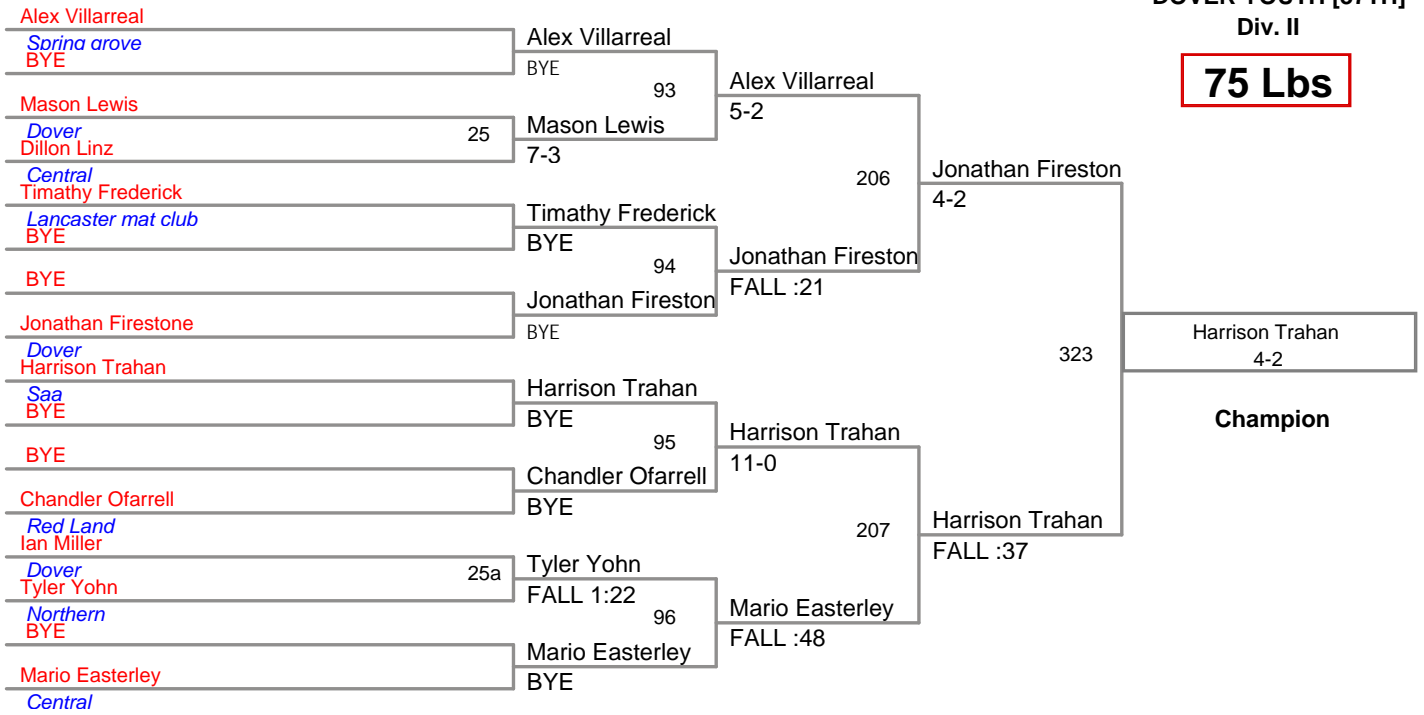 DOVER YOUTH [37TH]
Div. II
75 Lbs
Alex Villarreal
Spring grove
BYE
Mason Lewis
Dover
Dillon Linz
Central
Timathy Frederick
Lancaster mat club
BYE
BYE
Jonathan Firestone
Dover
Harrison Trahan
Saa
BYE
BYE
Chandler Ofarrell
Red Land
Ian Miller
Dover
Tyler Yohn
Northern
BYE
Mario Easterley
Central
25
25a
Alex Villarreal
BYE
Mason Lewis
7-3
Timathy Frederick
BYE
Jonathan Fireston
BYE
Harrison Trahan
BYE
Chandler Ofarrell
BYE
Tyler Yohn
FALL 1:22
Mario Easterley
BYE
93
94
95
96
Alex Villarreal
5-2
Jonathan Fireston
FALL :21
Harrison Trahan
11-0
Mario Easterley
FALL :48
206
207
Jonathan Fireston
4-2
Harrison Trahan
FALL :37
323
Harrison Trahan
4-2
Champion